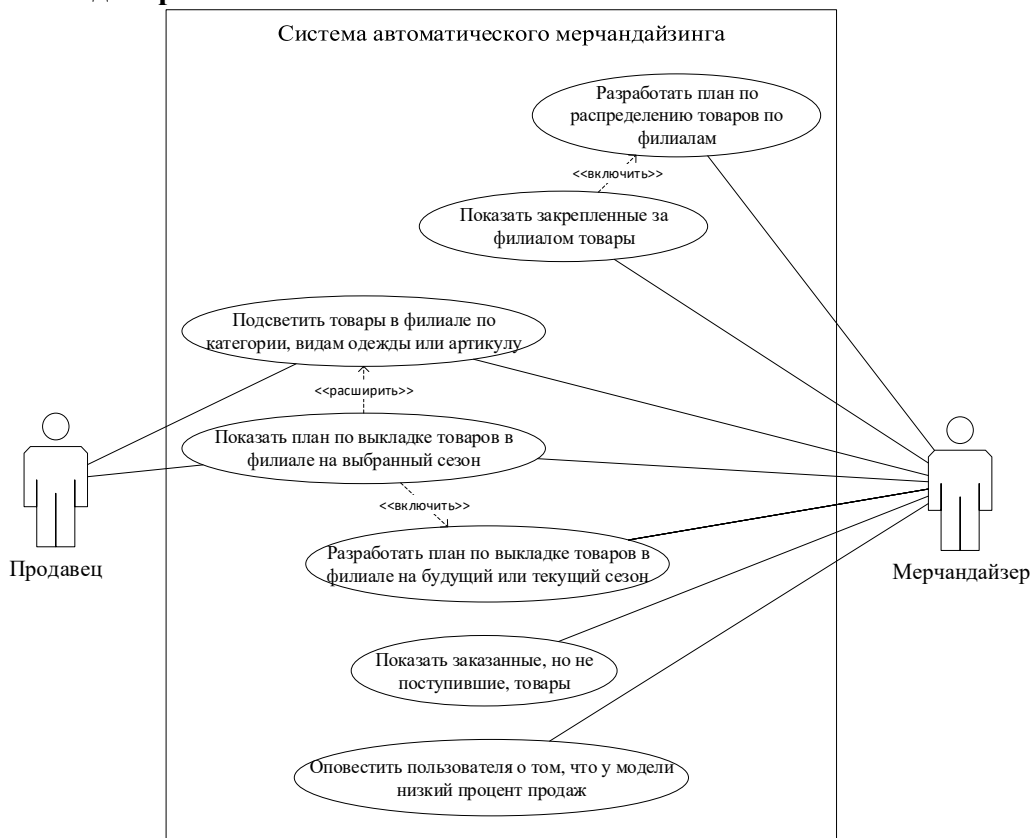 Система автоматического мерчандайзинга
Разработать план по
распределению товаров по
филиалам
<<включить>>
Показать закрепленные за
филиалом товары
Подсветить товары в филиале по
категории, видам одежды или артикулу
<<расширить>>
Показать план по выкладке товаров в
филиале на выбранный сезон
<<включить>>
Разработать план по выкладке товаров в
филиале на будущий или текущий сезон
Продавец
Мерчандайзер
Показать заказанные, но не
поступившие, товары
Оповестить пользователя о том, что у модели
низкий процент продаж